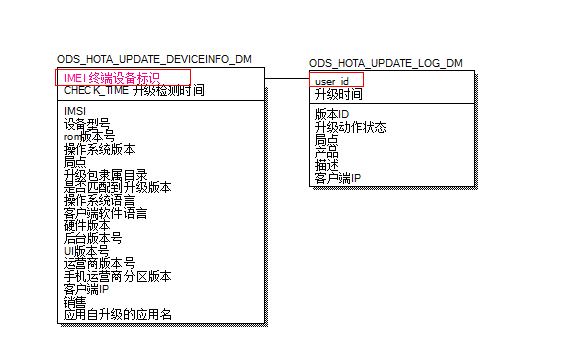 ODS_HOTA_UPDATE_DEVICEINFO_DM
IMEI 终端设备标识
CHECK_TIME 升级检测时间
IMSI
设备型号
rom版本号
操作系统版本
局点
升级包隶属目录
是否匹配到升级版本
操作系统语言
客户端软件语言
硬件版本
后台版本号
UI版本号
运营商版本号
手机运营商分区版本
客户端IP
销售
应用自升级的应用名
ODS_HOTA_UPDATE_LOG_DM
user_id
升级时间
版本ID
升级动作状态
局点
产品
描述
客户端IP